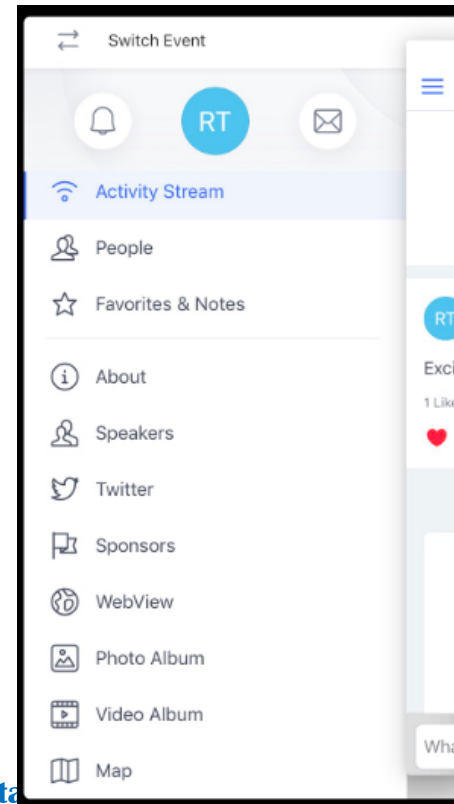 Switch Event
RT
Activity Stream
People
Favorites & Notes
About
Speakers
Twitter
Sponsors
WebView
Photo Album
Video Album
Map
RT
1